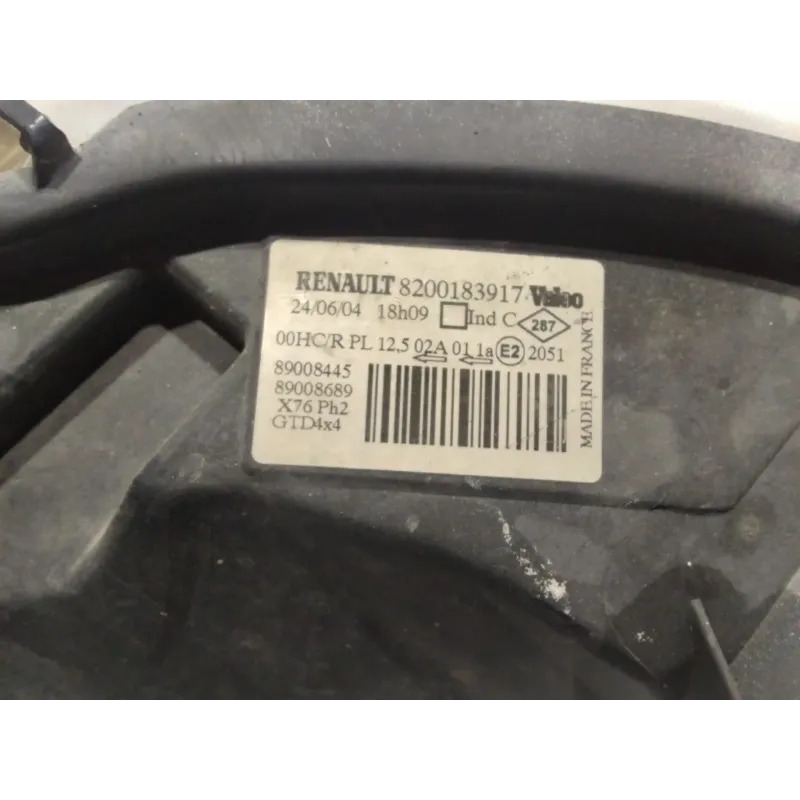 RENAULT 8200183917 Valeo
24/06/04 18h09 Ind C 287
00HC/R PL 12,5 02A 01 1a E2 2051
89008445
89008689
X76 Ph2
GTD4x4
MADE IN FRANCE